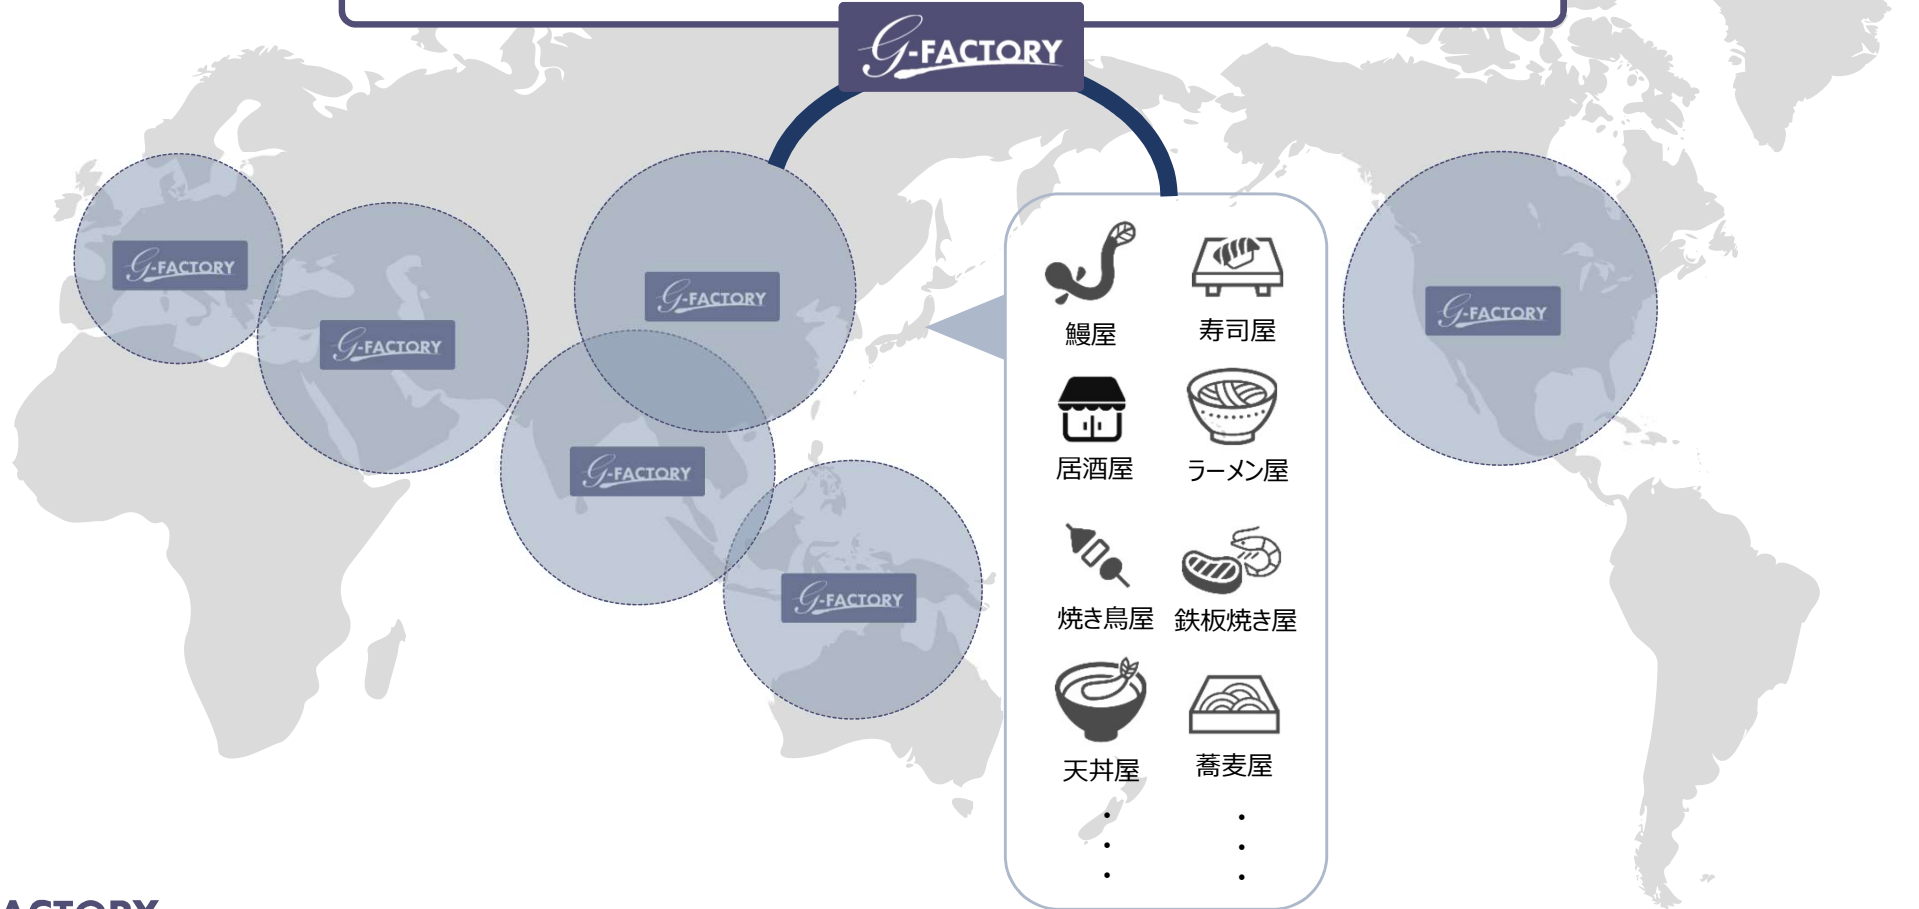 G-FACTORY
G-FACTORY
G-FACTORY
G-FACTORY
G-FACTORY
G-FACTORY
G-FACTORY
鰻屋 寿司屋
居酒屋 ラーメン屋
焼き鳥屋 鉄板焼き屋
天丼屋 蕎麦屋
・ ・
・ ・
・ ・